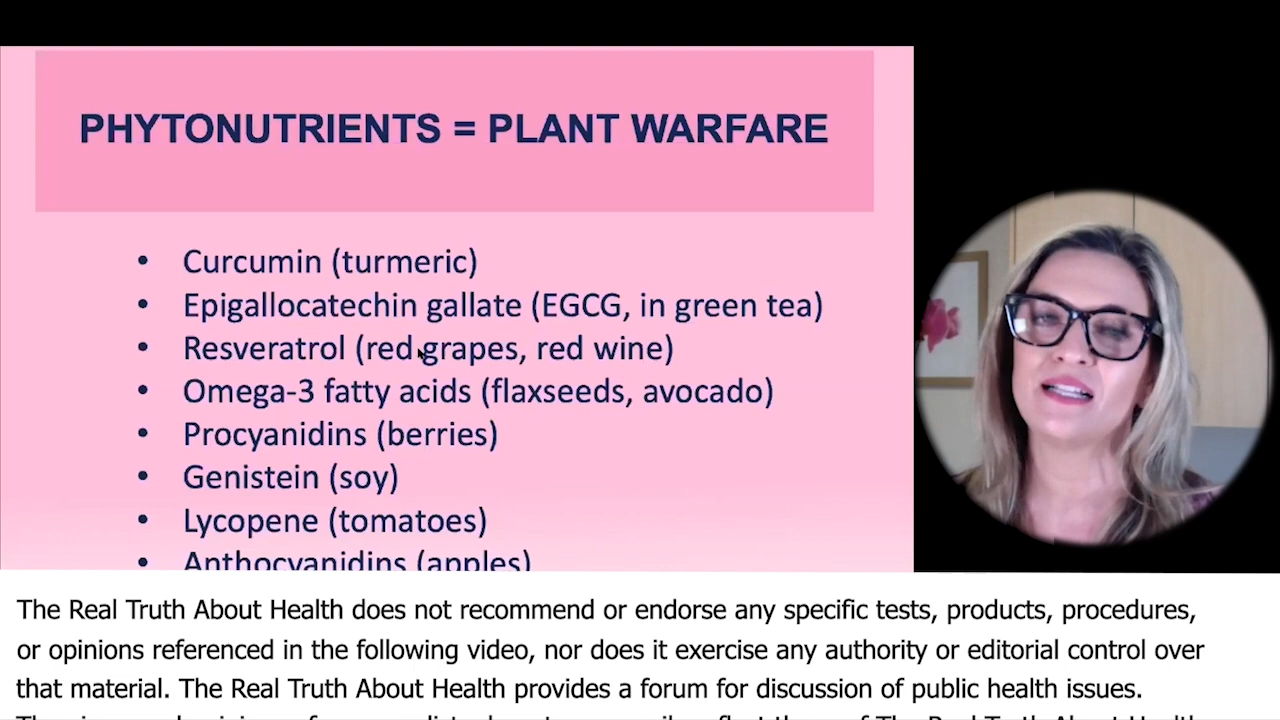 PHYTONUTRIENTS = PLANT WARFARE
• Curcumin (turmeric)
• Epigallocatechin gallate (EGCG, in green tea)
• Resveratrol (red grapes, red wine)
• Omega-3 fatty acids (flaxseeds, avocado)
• Procyanidins (berries)
• Genistein (soy)
• Lycopene (tomatoes)
• Anthocyanidins (apples)
The Real Truth About Health does not recommend or endorse any specific tests, products, procedures,
or opinions referenced in the following video, nor does it exercise any authority or editorial control over
that material. The Real Truth About Health provides a forum for discussion of public health issues.